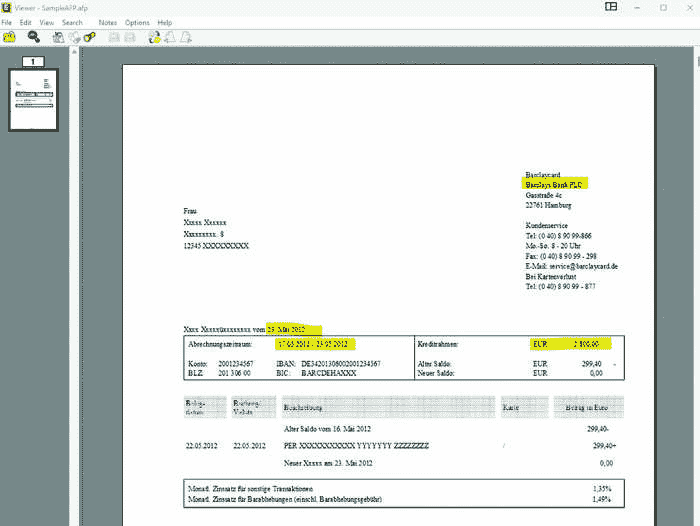 Viewer - SampleAFP.afp
File Edit View Search Notes Options Help
1
Barclaycard
Barclays Bank PLC
Gasstraße 4c
22761 Hamburg
Frau
Xxxxx Xxxxxx
Xxxxxxxxx. 8
12345 XXXXXXXXXX
Kundenservice
Tel: (0 40) 8 90 99-866
Mo.-So. 8 - 20 Uhr
Fax: (0 40) 8 90 99 - 298
E-Mail: service@barclaycard.de
Bei Kartenverlust
Tel: (0 40) 8 90 99 - 877
vom 23. Mai 2012
Abrechnungszeitraum: 17.05.2012 - 23.05.2012 Kreditrahmen: EUR
Konto: 2001234567 IBAN: DE54201306002001234567 Alter Saldo: EUR 299,40 -
BLZ 201 306 00 BIC: BARCDEHAXXX Neuer Saldo: EUR 0,00
Beleg- datum Buchung/ Valuta Beschreibung Karte Betrag in Euro
Alter Saldo vom 16. Mai 2012 299,40-
22.05.2012 22.05.2012 PER XXXXXXXXXXXX YYYYYYY ZZZZZZZZ / 299,40+
Neuer Xxxxx am 23. Mai 2012 0,00
Monatl. Zinssatz für sonstige Transaktionen 1,35%
Monatl. Zinssatz für Barabhebungen (einschl. Barabhebungsgebühr) 1,49%